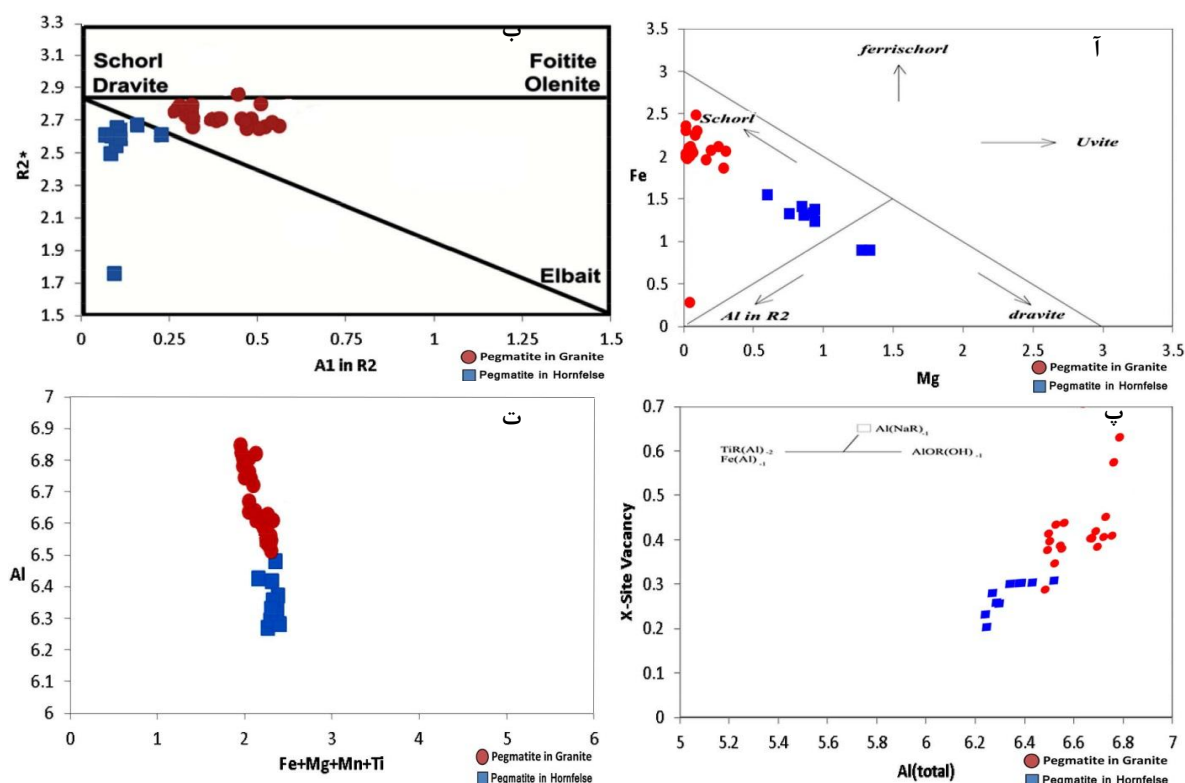 ب
3.3
3.1
2.9
2.7
2.5
2.3
2.1
1.9
1.7
1.5
R2*
Schorl
Dravite
Foitite
Olenite
Elbait
0 0.25 0.5 0.75 1 1.25 1.5
A1 in R2
Pegmatite in Granite
Pegmatite in Hornfelse
آ
3.5
3
2.5
2
1.5
1
0.5
0
Fe
ferrischorl
Schorl
Uvite
Al in R2
dravite
0 0.5 1 1.5 2 2.5 3 3.5
Mg
Pegmatite in Granite
Pegmatite in Hornfelse
ت
7
6.9
6.8
6.7
6.6
6.5
6.4
6.3
6.2
6.1
6
Al
0 1 2 3 4 5 6
Fe+Mg+Mn+Ti
Pegmatite in Granite
Pegmatite in Hornfelse
پ
0.7
0.6
0.5
0.4
0.3
0.2
0.1
0
X-Site Vacancy
□ Al(NaR)-1
TiR(Al)-2
Fe(Al)-1
AlOR(OH)-1
5 5.2 5.4 5.6 5.8 6 6.2 6.4 6.6 6.8 7
Al(total)
Pegmatite in Granite
Pegmatite in Hornfelse